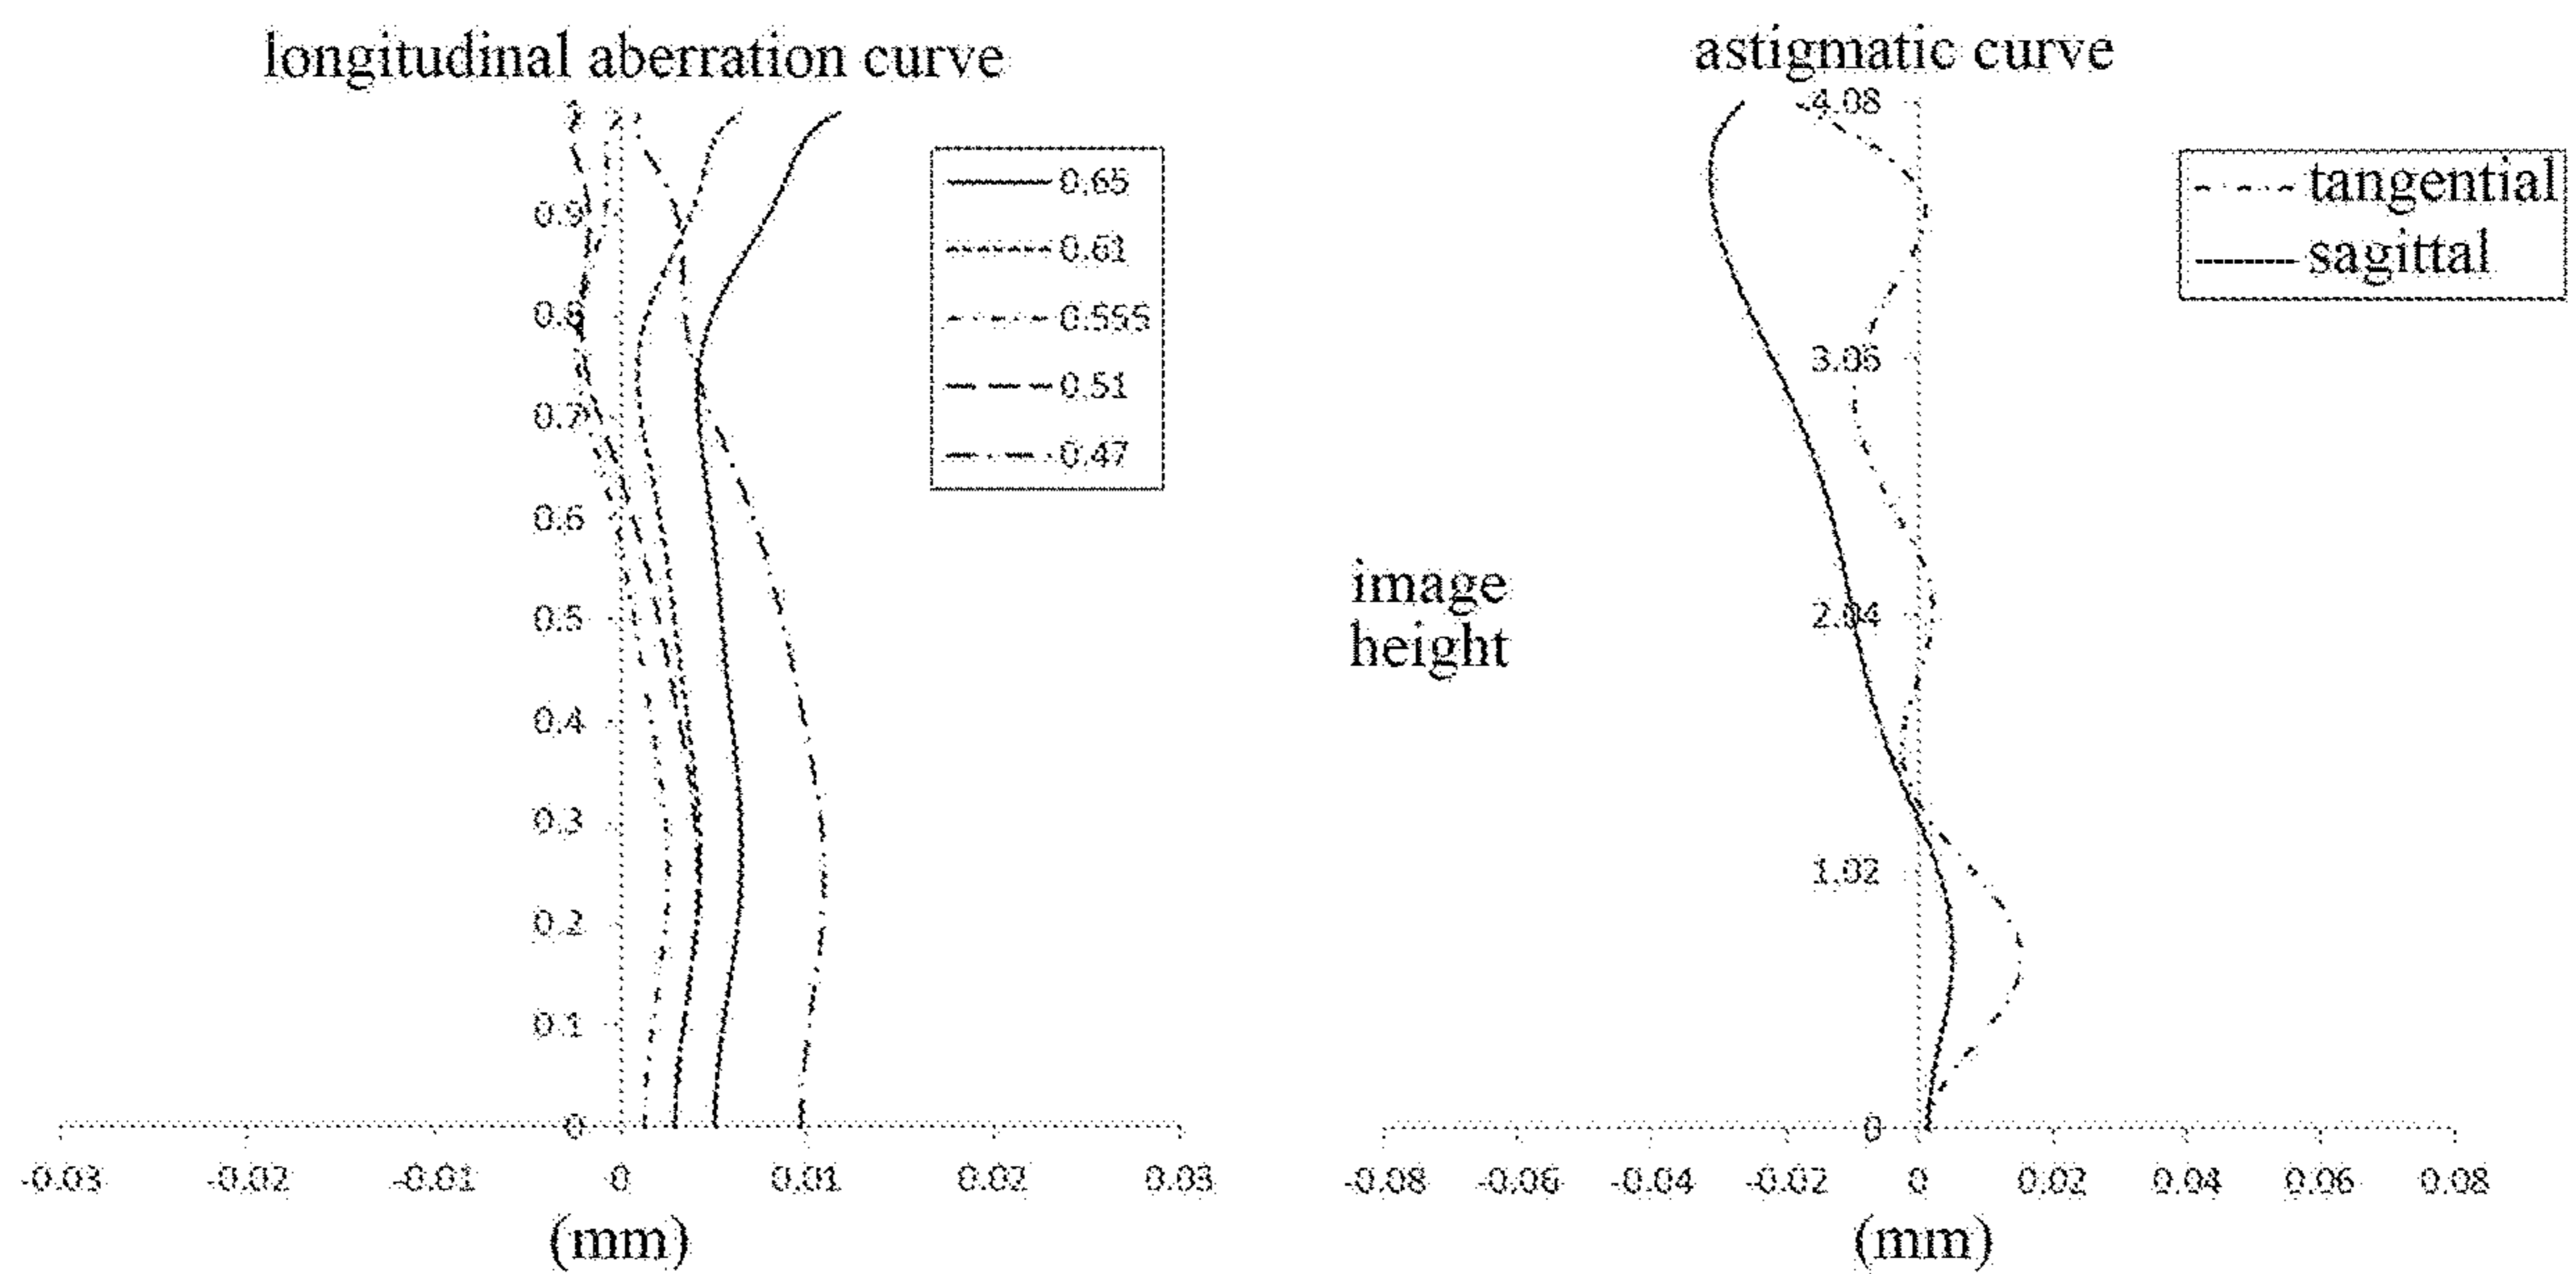 longitudinal aberration curve
1
0.9
0.8
0.7
0.6
0.5
0.4
0.3
0.2
0.1
0
-0.03 -0.02 -0.01 0 0.01 0.02 0.03
(mm)
0.65
0.61
0.555
0.51
0.47
astigmatic curve
4.08
3.06
2.04
1.02
0
image
height
-0.08 -0.06 -0.04 -0.02 0 0.02 0.04 0.06 0.08
(mm)
tangential
sagittal